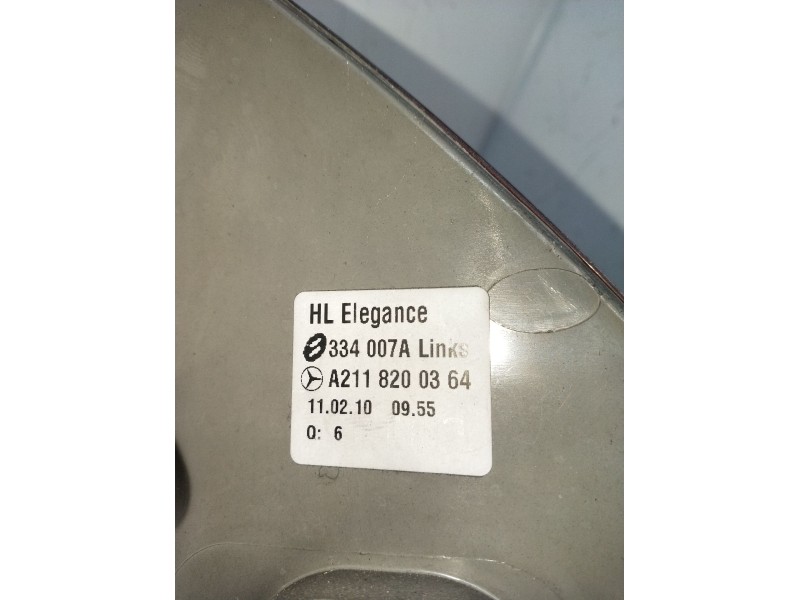 HL Elegance
334 007A Links
A211 820 03 64
11.02.10 09.55
Q: 6